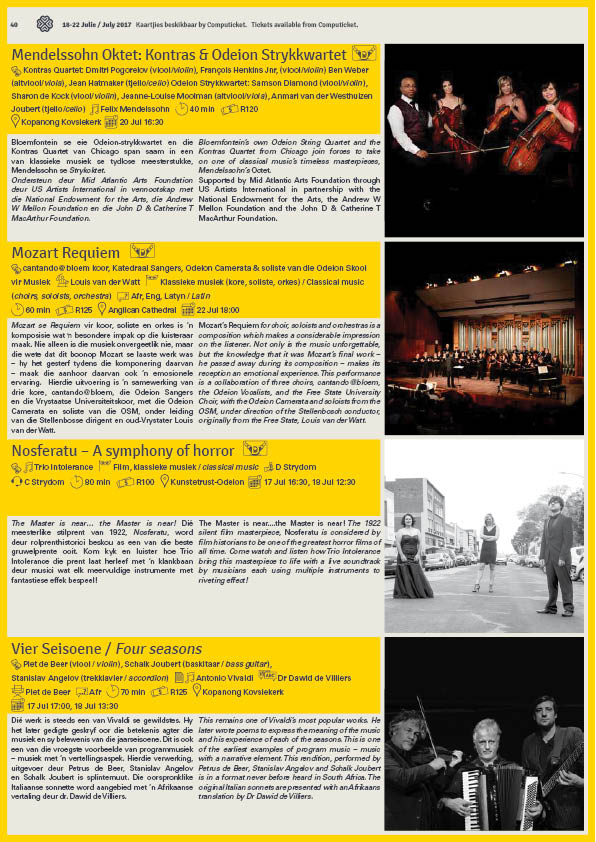 40 18-22 Julie / July 2017 Kaartjies beskikbaar by Computicket. Tickets available from Computicket.
Mendelssohn Oktet: Kontras & Odeion Strykkwartet
Kontras Quartet: Dmitri Pogorelov (viool/violin), François Henkins Jnr, (viool/violin) Ben Weber
(altviool/viola), Jean Hatmaker (tjello/cello) Odeion Strykkwartet: Samson Diamond (viool/violin),
Sharon de Kock (viool/violin), Jeanne-Louise Moolman (altviool/viola), Anmari van der Westhuizen
Joubert (tjello/cello) Felix Mendelssohn 40 min R120
Kopanong Kovsiekerk 20 Jul 16:30
Bloemfontein se eie Odeion-strykkwartet en die
Kontras Quartet van Chicago span saam in een
van klassieke musiek se tydlose meesterstukke,
Mendelssohn se Strykoktet.
Ondersteun deur Mid Atlantic Arts Foundation
deur US Artists International in vennootskap met
die National Endowment for the Arts, die Andrew
W Mellon Foundation en die John D & Catherine T
MacArthur Foundation.
Bloemfontein's own Odeion String Quartet and the
Kontras Quartet from Chicago join forces to take
on one of classical music's timeless masterpieces,
Mendelssohn's Octet.
Supported by Mid Atlantic Arts Foundation through
US Artists International in partnership with the
National Endowment for the Arts, the Andrew W
Mellon Foundation and the John D & Catherine T
MacArthur Foundation.
Mozart Requiem
cantando@bloem koor, Katedraal Sangers, Odeion Camerata & soliste van die Odeion Skool
vir Musiek Louis van der Watt Klassieke musiek (kore, soliste, orkes) / Classical music
(choirs, soloists, orchestra) Afr, Eng, Latyn / Latin
60 min R125 Anglican Cathedral 22 Jul 18:00
Mozart se Requiem vir koor, soliste en orkes is 'n
komposisie wat 'n besondere impak op die luisteraar
maak. Nie alleen is die musiek onvergeetlik nie, maar
die wete dat dit boonop Mozart se laaste werk was
– hy het gesterf tydens die komponering daarvan
– maak die aanhoor daarvan ook 'n emosionele
ervaring. Hierdie uitvoering is 'n samewerking van
drie kore, cantando@bloem, die Odeion Sangers
en die Vrystaatse Universiteitskoor, met die Odeion
Camerata en soliste van die OSM, onder leiding
van die Stellenbosse dirigent en oud-Vrystater Louis
van der Watt.
Mozart's Requiem for choir, soloists and orchestra is a
composition which makes a considerable impression
on the listener. Not only is the music unforgettable,
but the knowledge that it was Mozart's final work –
he passed away during its composition – makes its
reception an emotional experience. This performance
is a collaboration of three choirs, cantando@bloem,
the Odeion Vocalists, and the Free State University
Choir, with the Odeion Camerata and soloists from the
OSM, under direction of the Stellenbosch conductor,
originally from the Free State, Louis van der Watt.
Nosferatu – A symphony of horror
Trio Intolerance Film, klassieke musiek / classical music D Strydom
C Strydom 80 min R100 Kunstetrust-Odeion 17 Jul 16:30, 18 Jul 12:30
The Master is near... the Master is near! Dié
meesterlike stilprent van 1922, Nosferatu, word
deur rolprenthistorici beskou as een van die beste
gruwelprente ooit. Kom kyk en luister hoe Trio
Intolerance die prent laat herleef met 'n klankbaan
deur musici wat elk meervuldige instrumente met
fantastiese effek bespeel!
The Master is near....the Master is near! The 1922
silent film masterpiece, Nosferatu is considered by
film historians to be one of the greatest horror films of
all time. Come watch and listen how Trio Intolerance
bring this masterpiece to life with a live soundtrack
by musicians each using multiple instruments to
riveting effect!
Vier Seisoene / Four seasons
Piet de Beer (viool / violin), Schalk Joubert (baskitaar / bass guitar),
Stanislav Angelov (trekklavier / accordion) Antonio Vivaldi Dr Dawid de Villiers
Piet de Beer Afr 70 min R125 Kopanong Kovsiekerk
17 Jul 17:00, 18 Jul 13:30
Dié werk is steeds een van Vivaldi se gewildstes. Hy
het later gedigte geskryf oor die betekenis agter die
musiek en sy belewenis van die jaarseisoene. Dit is ook
een van die vroegste voorbeelde van programmusiek
– musiek met 'n vertellingsaspek. Hierdie verwerking,
uitgevoer deur Petrus de Beer, Stanislav Angelov
en Schalk Joubert is splinternuut. Die oorspronklike
Italiaanse sonnette word aangebied met 'n Afrikaanse
vertaling deur dr. Dawid de Villiers.
This remains one of Vivaldi's most popular works. He
later wrote poems to express the meaning of the music
and his experience of each of the seasons. This is one
of the earliest examples of program music – music
with a narrative element. This rendition, performed by
Petrus de Beer, Stanislav Angelov and Schalk Joubert
is in a format never before heard in South Africa. The
original Italian sonnets are presented with an Afrikaans
translation by Dr Dawid de Villiers.